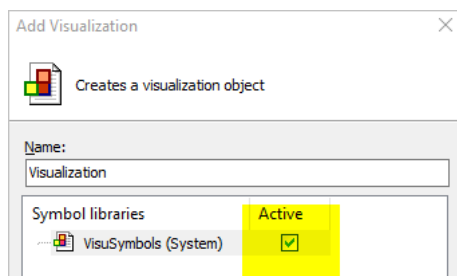 Add Visualization
Creates a visualization object
Name:
Visualization
Symbol libraries Active
VisuSymbols (System)